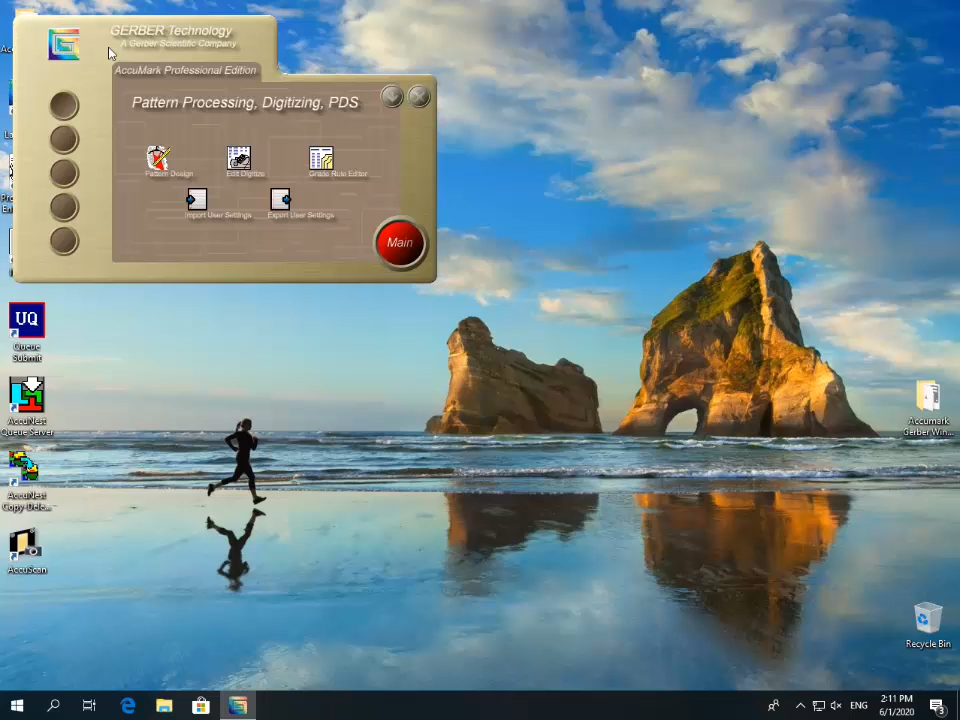 GERBER Technology
A Gerber Scientific Company
AccuMark Professional Edition
Pattern Processing, Digitizing, PDS
Pattern Design
Edit Digitize
Grade Rule Editor
Import User Settings
Export User Settings
Main
UQ
Queue Submit
AccuNest Queue Server
AccuNest Copy-Dele...
AccuScan
Accumark Gerber Win...
Recycle Bin
ENG
2:11 PM
6/1/2020
3